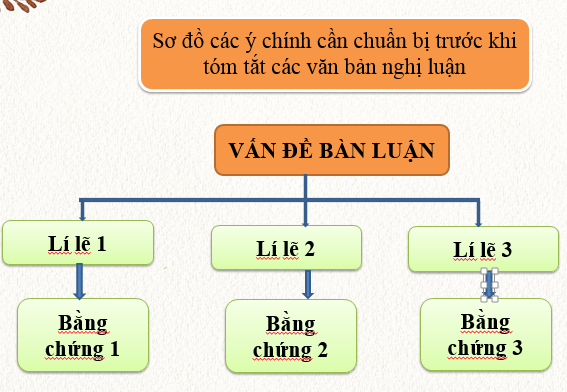 Sơ đồ các ý chính cần chuẩn bị trước khi
tóm tắt các văn bản nghị luận
VẤN ĐỀ BÀN LUẬN
Lí lẽ 1
Lí lẽ 2
Lí lẽ 3
Bằng
chứng 1
Bằng
chứng 2
Bằng
chứng 3